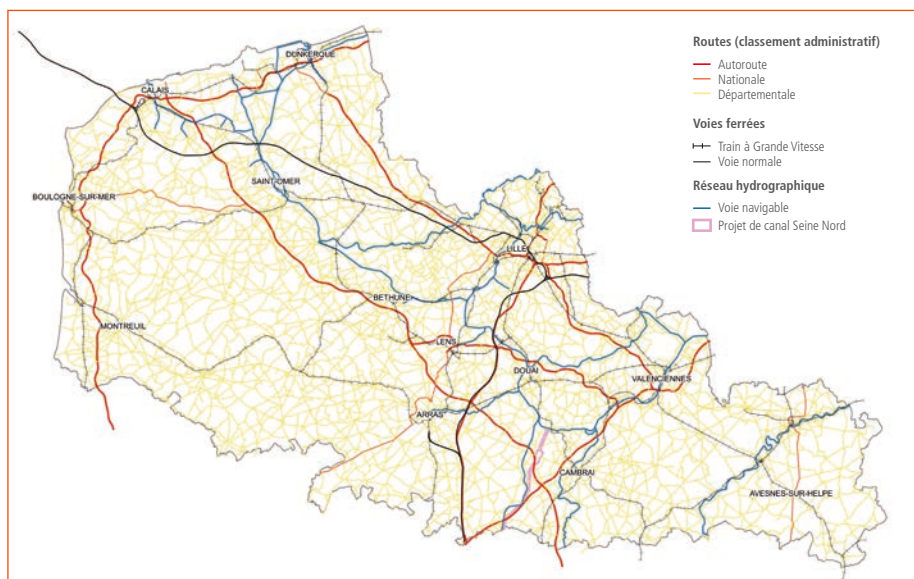 Routes (classement administratif)
Autoroute
Nationale
Départementale
Voies ferrées
Train à Grande Vitesse
Voie normale
Réseau hydrographique
Voie navigable
Projet de canal Seine Nord
DUNKERQUE
CALAIS
SAINT-OMER
BOULOGNE-SUR-MER
LILLE
BETHUNE
MONTREUIL
LENS
DOUAI
VALENCIENNES
ARRAS
CAMBRAI
AVESNES-SUR-HELPE